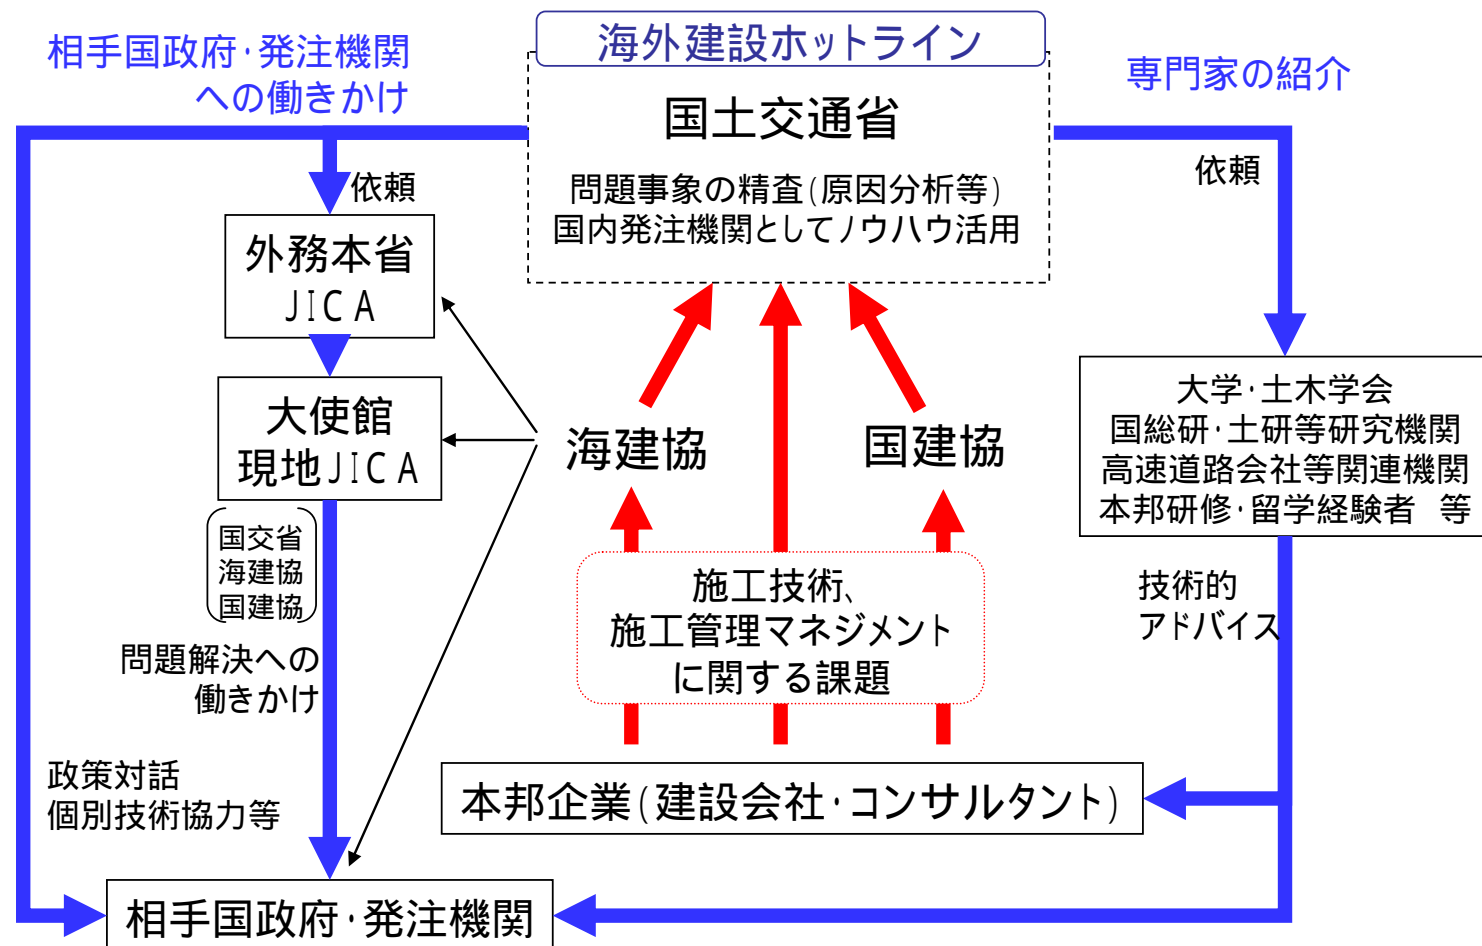 海外建設ホットライン
相手国政府・発注機関
への働きかけ
専門家の紹介
国土交通省
問題事象の精査(原因分析等)
国内発注機関としてノウハウ活用
依頼
依頼
外務本省
JICA
大使館
現地JICA
国交省
海建協
国建協
問題解決への
働きかけ
政策対話
個別技術協力等
海建協
国建協
大学・土木学会
国総研・土研等研究機関
高速道路会社等関連機関
本邦研修・留学経験者 等
技術的
アドバイス
施工技術、
施工管理マネジメント
に関する課題
本邦企業(建設会社・コンサルタント)
相手国政府・発注機関